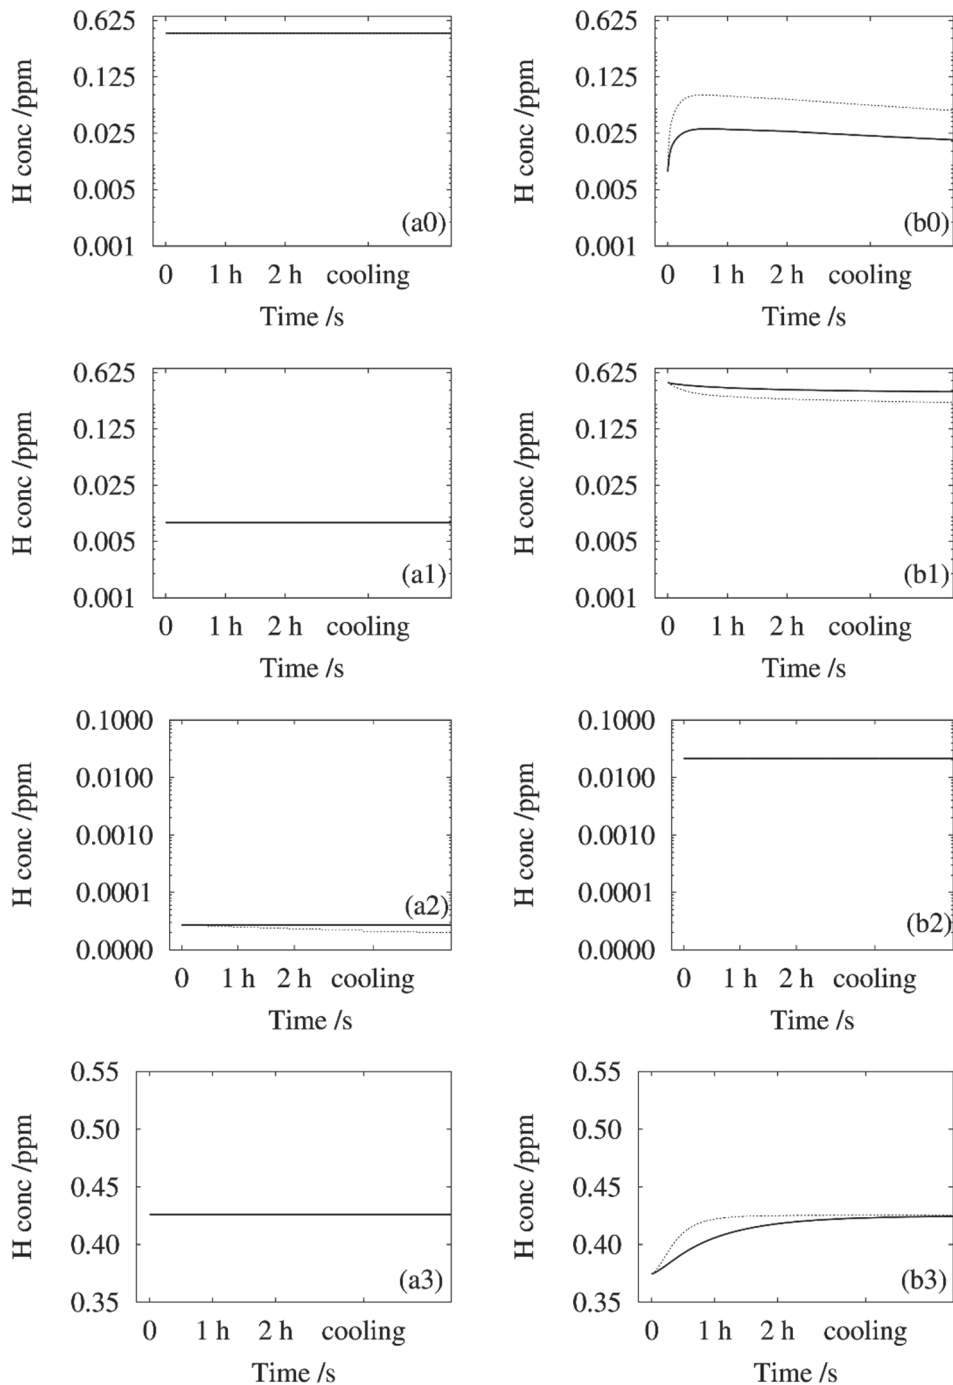 H conc /ppm
0.625
0.125
0.025
0.005
0.001
(a0)
0 1 h 2 h cooling
Time /s
H conc /ppm
0.625
0.125
0.025
0.005
0.001
(b0)
0 1 h 2 h cooling
Time /s
H conc /ppm
0.625
0.125
0.025
0.005
0.001
(a1)
0 1 h 2 h cooling
Time /s
H conc /ppm
0.625
0.125
0.025
0.005
0.001
(b1)
0 1 h 2 h cooling
Time /s
H conc /ppm
0.1000
0.0100
0.0010
0.0001
0.0000
(a2)
0 1 h 2 h cooling
Time /s
H conc /ppm
0.1000
0.0100
0.0010
0.0001
0.0000
(b2)
0 1 h 2 h cooling
Time /s
H conc /ppm
0.55
0.50
0.45
0.40
0.35
(a3)
0 1 h 2 h cooling
Time /s
H conc /ppm
0.55
0.50
0.45
0.40
0.35
(b3)
0 1 h 2 h cooling
Time /s